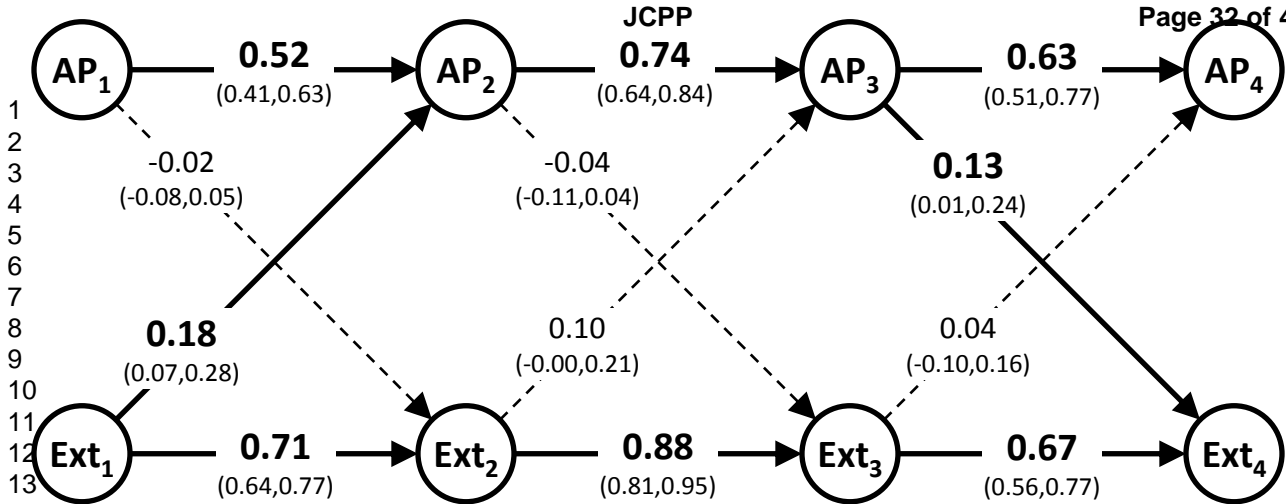 JCPP
Page 32 of 4
AP1 0.52 AP2 0.74 AP3 0.63 AP4
(0.41,0.63) (0.64,0.84) (0.51,0.77)
1
2
-0.02 -0.04 0.13
3
(-0.08,0.05) (-0.11,0.04) (0.01,0.24)
4
5
6
7
8
0.18 0.10 0.04
9
(0.07,0.28) (-0.00,0.21) (-0.10,0.16)
10
11
12
Ext1 0.71 Ext2 0.88 Ext3 0.67 Ext4
13
(0.64,0.77) (0.81,0.95) (0.56,0.77)